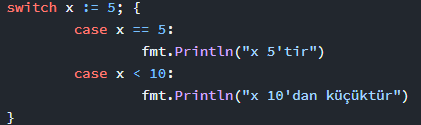 switch x := 5; {
case x == 5:
fmt.Println("x 5'tir")
case x < 10:
fmt.Println("x 10'dan küçüktür")
}